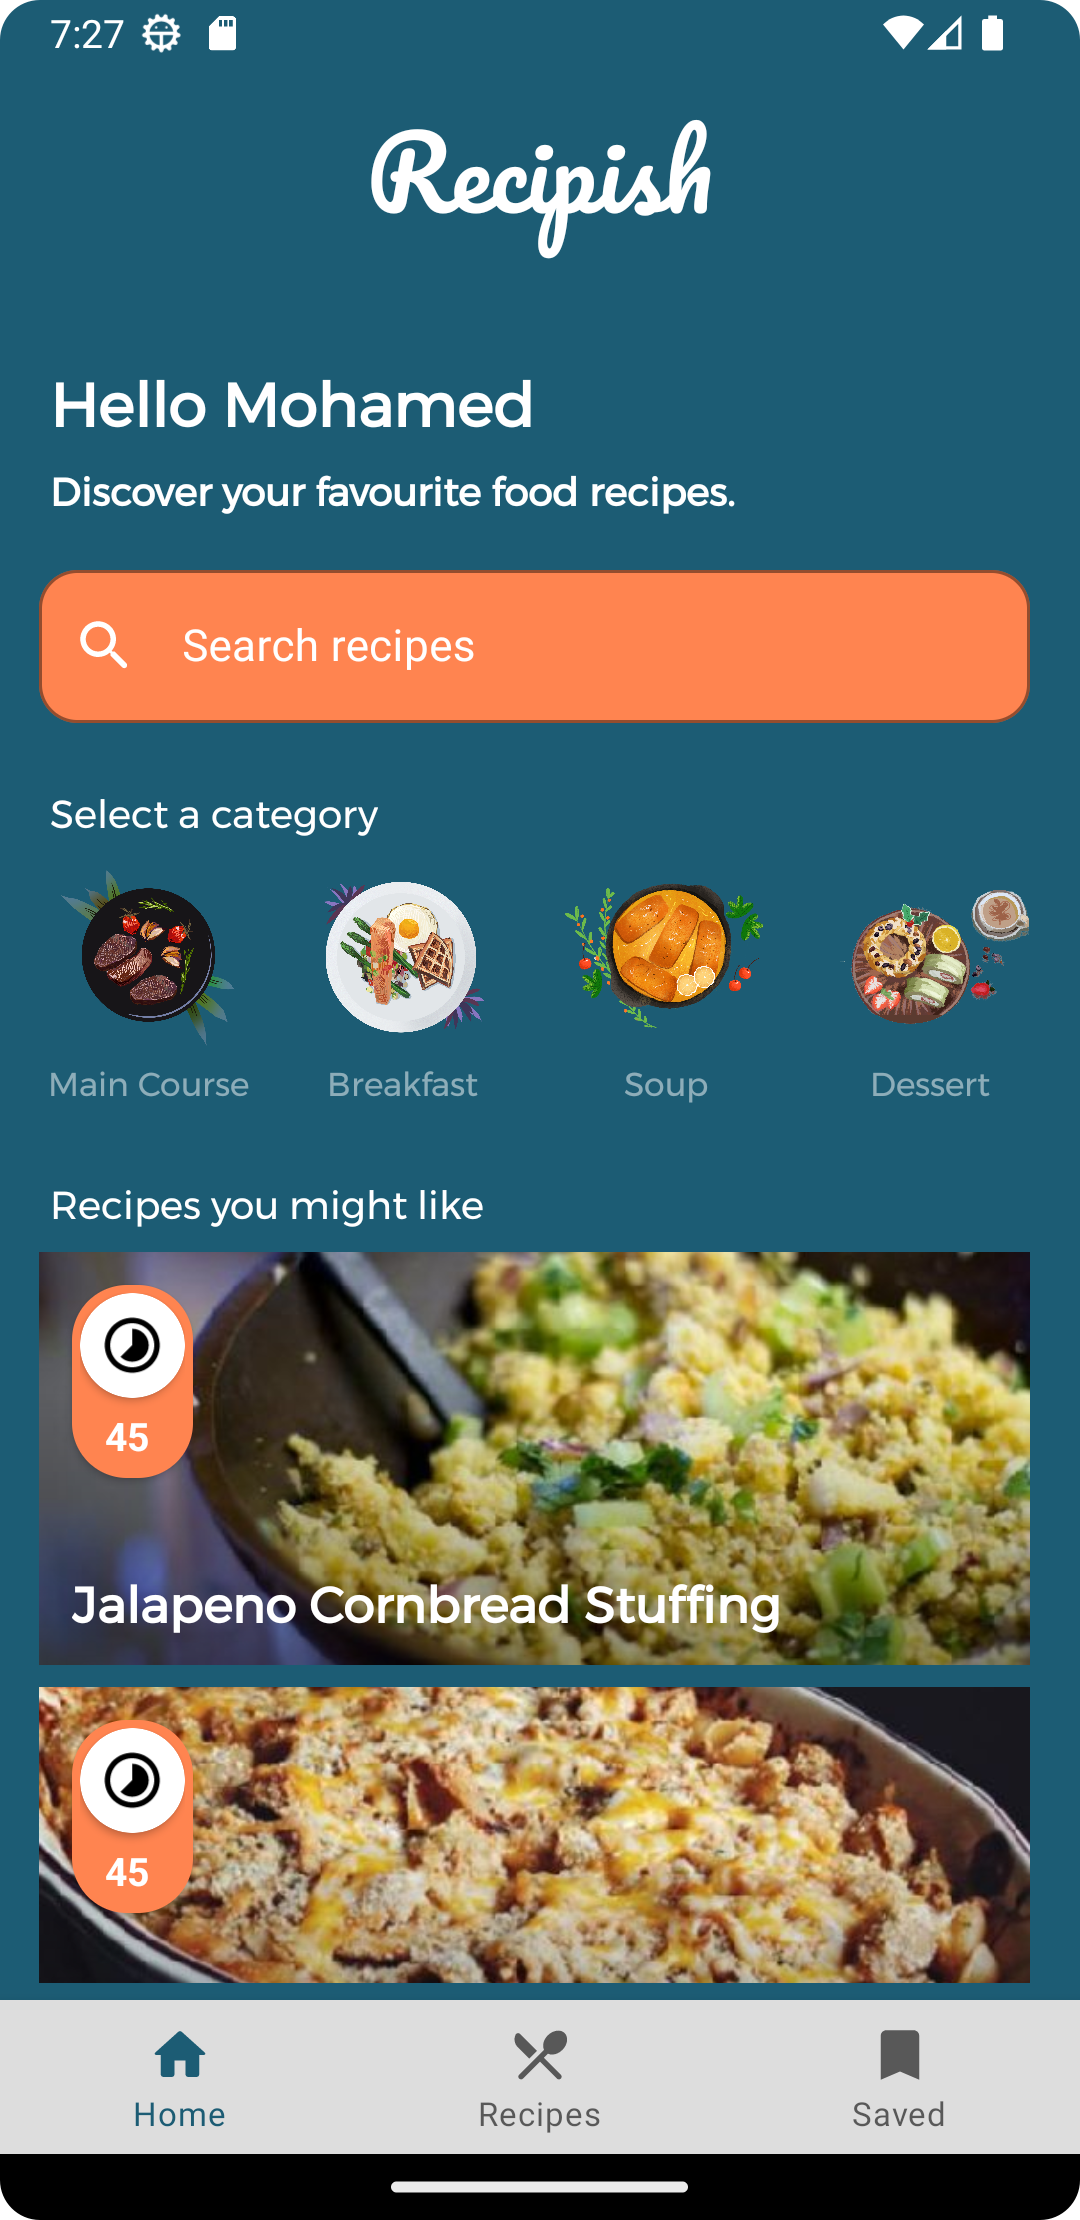 7:27
Recipish
Hello Mohamed
Discover your favourite food recipes.
Search recipes
Select a category
Main Course
Breakfast
Soup
Dessert
Recipes you might like
45
Jalapeno Cornbread Stuffing
45
Home
Recipes
Saved